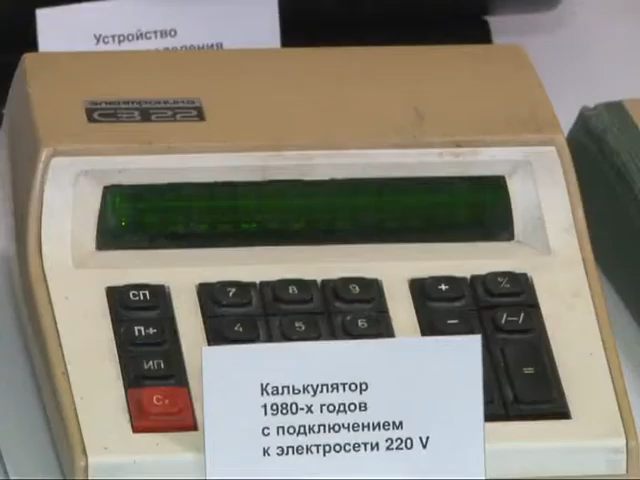 Устройство
электроника
СЗ 22
СП
7
8
9
+
%
П+
4
5
6
−
/-/
ИП
=
С
Калькулятор
1980-х годов
с подключением
к электросети 220 V